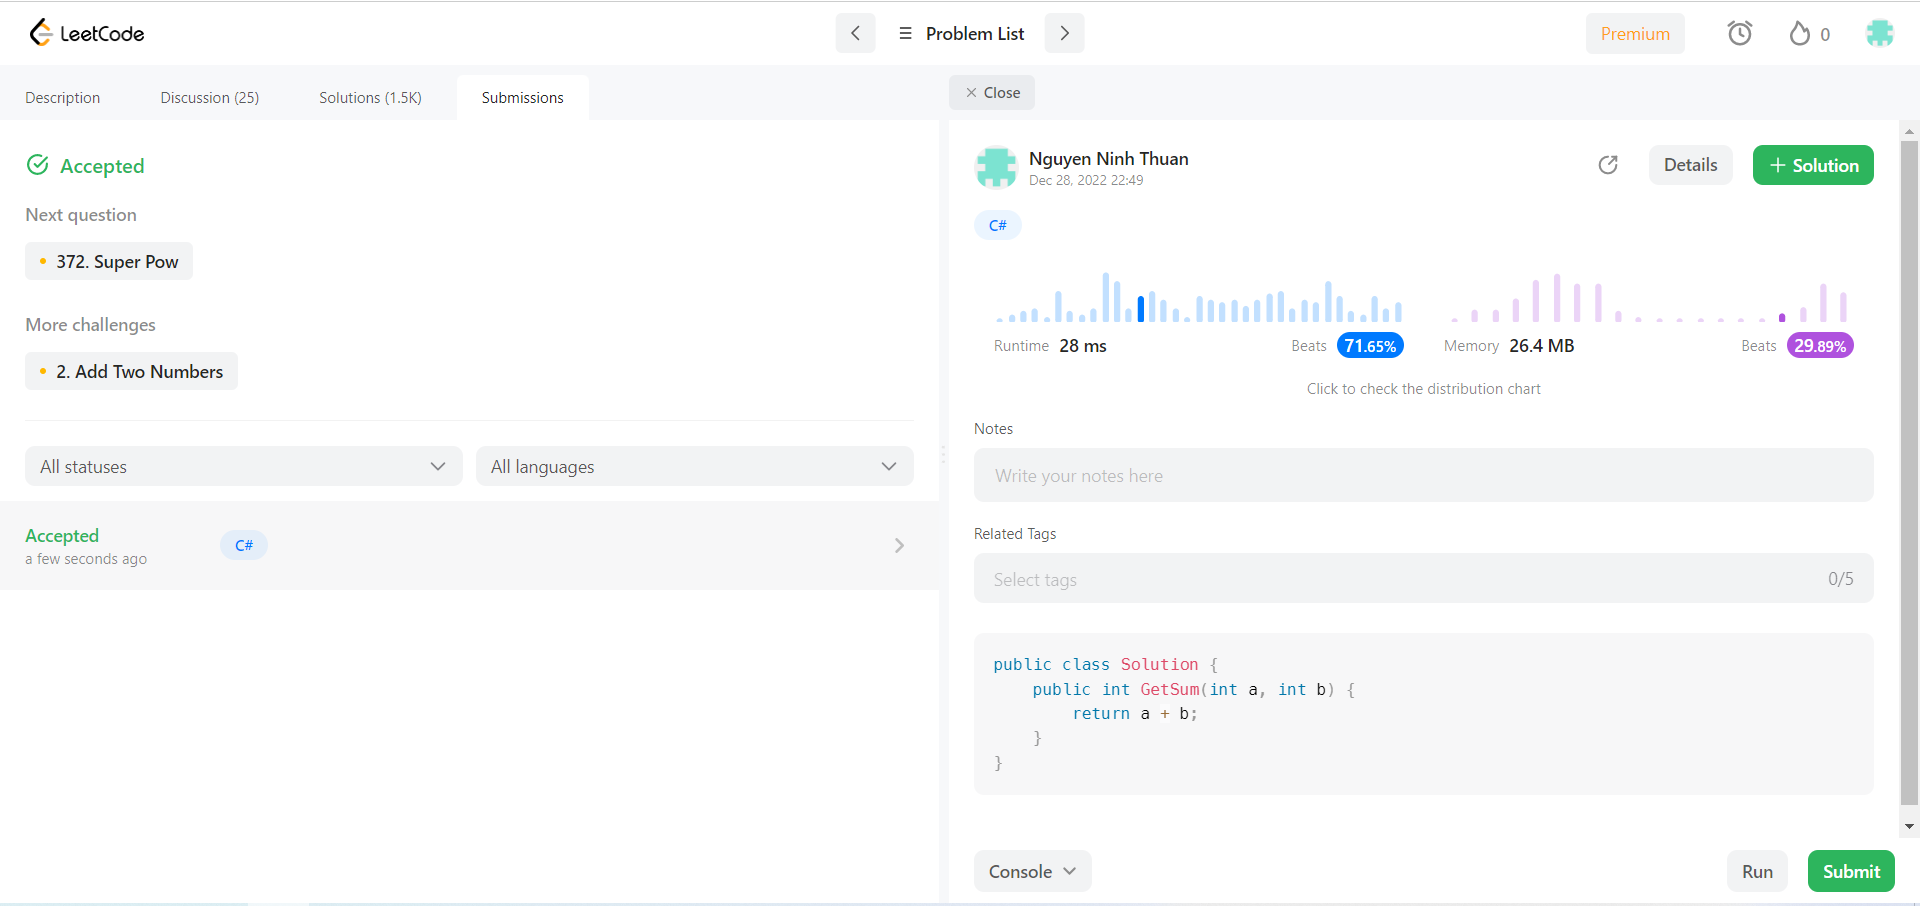 LeetCode
Problem List
Premium
0
Description
Discussion (25)
Solutions (1.5K)
Submissions
Close
Accepted
Next question
372. Super Pow
More challenges
2. Add Two Numbers
All statuses
All languages
Accepted
C#
a few seconds ago
Nguyen Ninh Thuan
Dec 28, 2022 22:49
Details
+ Solution
C#
Runtime 28 ms
Beats 71.65%
Memory 26.4 MB
Beats 29.89%
Click to check the distribution chart
Notes
Write your notes here
Related Tags
Select tags
0/5
public class Solution {
    public int GetSum(int a, int b) {
        return a + b;
    }
}
Console
Run
Submit